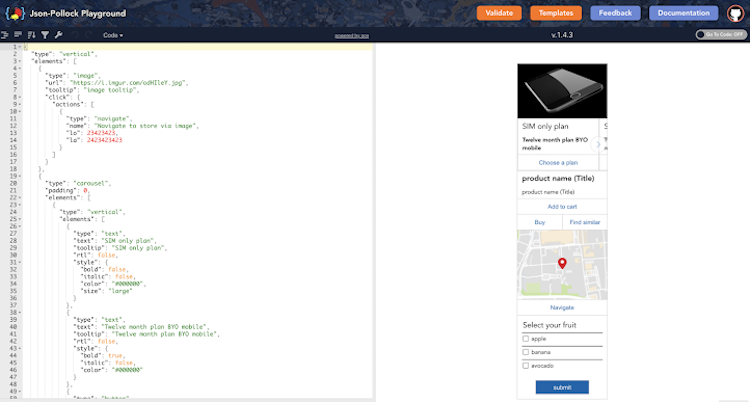 Json-Pollock Playground
Validate
Templates
Feedback
Documentation
Code
powered by ace
v.1.4.3
Go To Code: OFF
1 {
2 "type": "vertical",
3 "elements": [
4 {
5 "type": "image",
6 "url": "https://i.imgur.com/odHIleY.jpg",
7 "tooltip": "image tooltip",
8 "click": {
9 "actions": [
10 {
11 "type": "navigate",
12 "name": "Navigate to store via image",
13 "lo": 23423423,
14 "la": 2423423423
15 }
16 ]
17 }
18 },
19 {
20 "type": "carousel",
21 "padding": 0,
22 "elements": [
23 {
24 "type": "vertical",
25 "elements": [
26 {
27 "type": "text",
28 "text": "SIM only plan",
29 "tooltip": "SIM only plan",
30 "rtl": false,
31 "style": {
32 "bold": false,
33 "italic": false,
34 "color": "#000000",
35 "size": "large"
36 }
37 },
38 {
39 "type": "text",
40 "text": "Twelve month plan BYO mobile",
41 "tooltip": "Twelve month plan BYO mobile",
42 "rtl": false,
43 "style": {
44 "bold": true,
45 "italic": false,
46 "color": "#000000"
47 }
48 },
49 {
SIM only plan
Twelve month plan BYO
mobile
Choose a plan
product name (Title)
product name (Title)
Add to cart
Buy
Find similar
Navigate
Select your fruit
apple
banana
avocado
submit